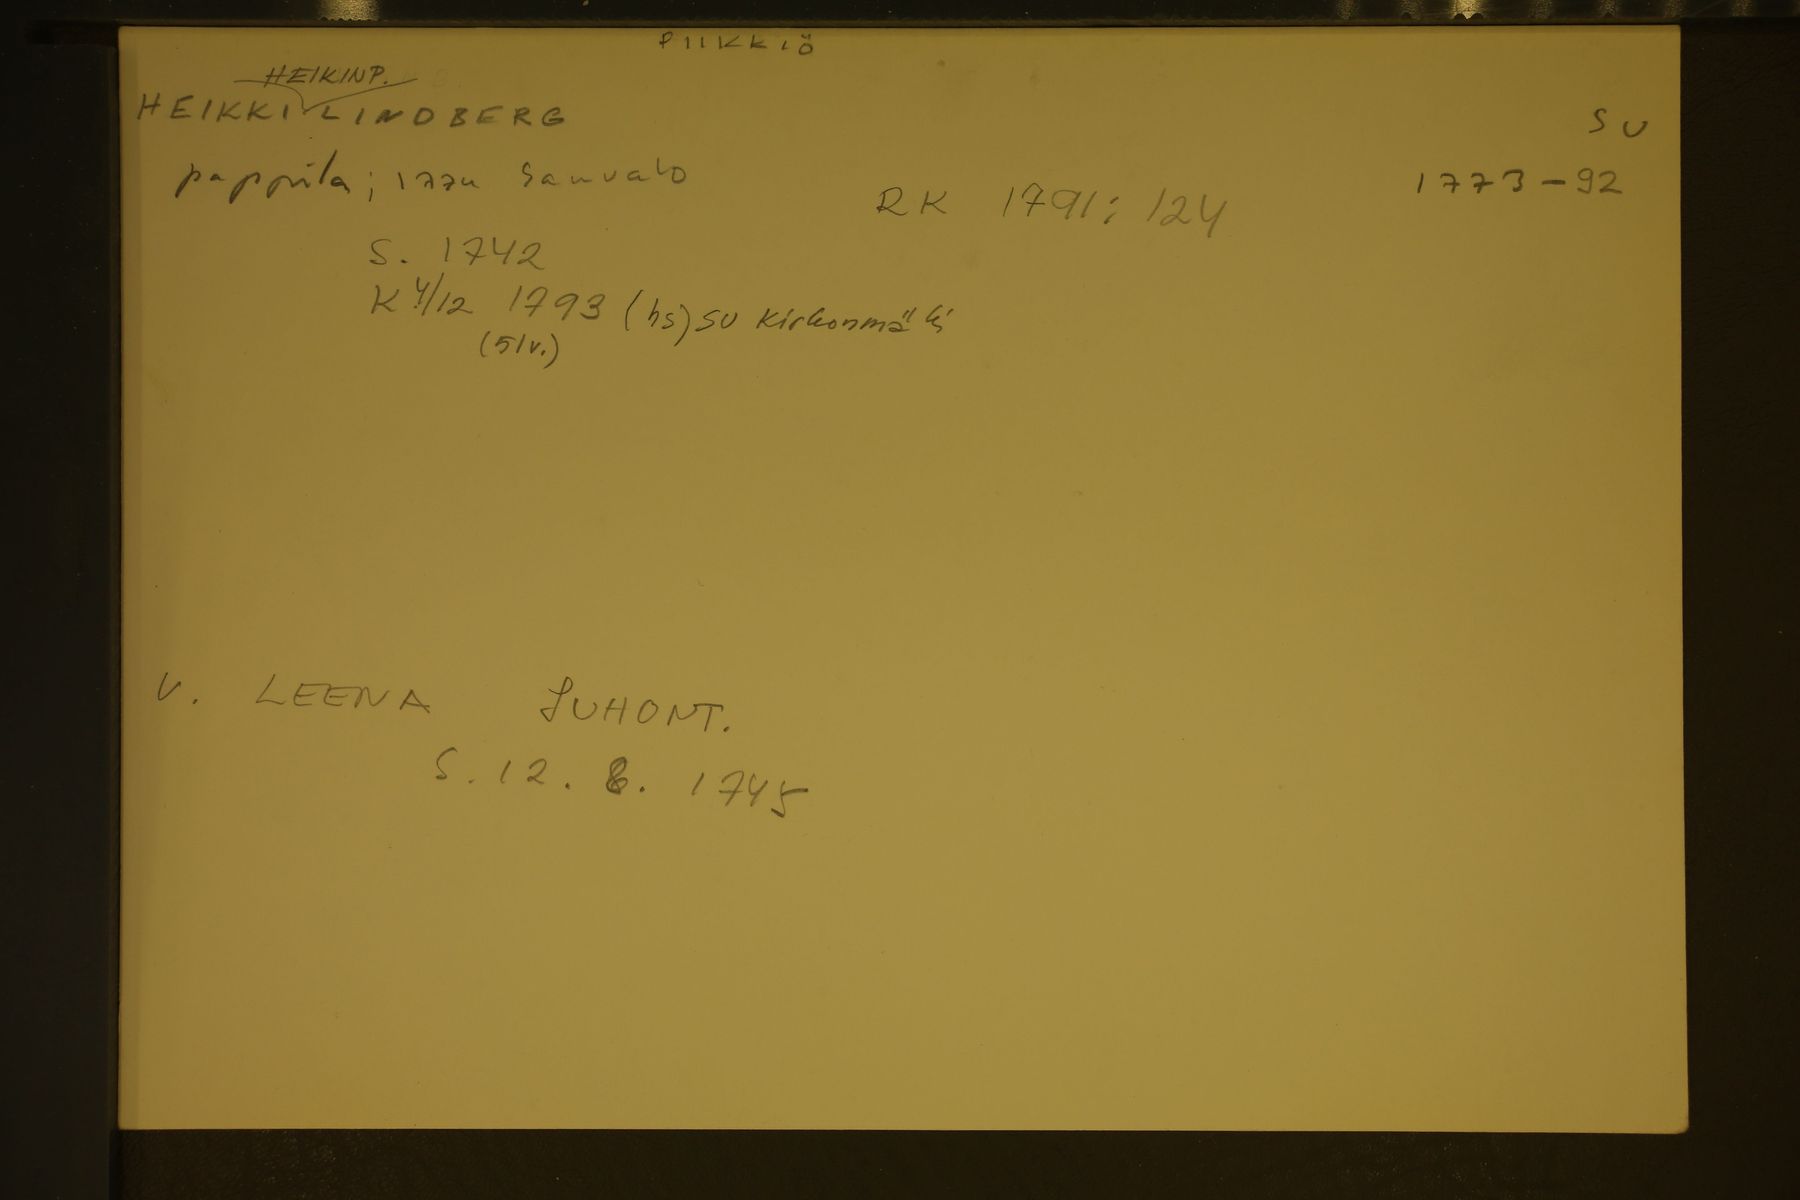 PIIKKIÖ
HEIKINP.
HEIKKI LINDBERG
SU
pappila; 1774 Sauvalo
RK 1791: 124
1773-92
S. 1742
K 4/12 1793 (hs) SU Kirkonmäki
(51v.)
V. LEENA JUHONT.
S. 12. 8. 1745